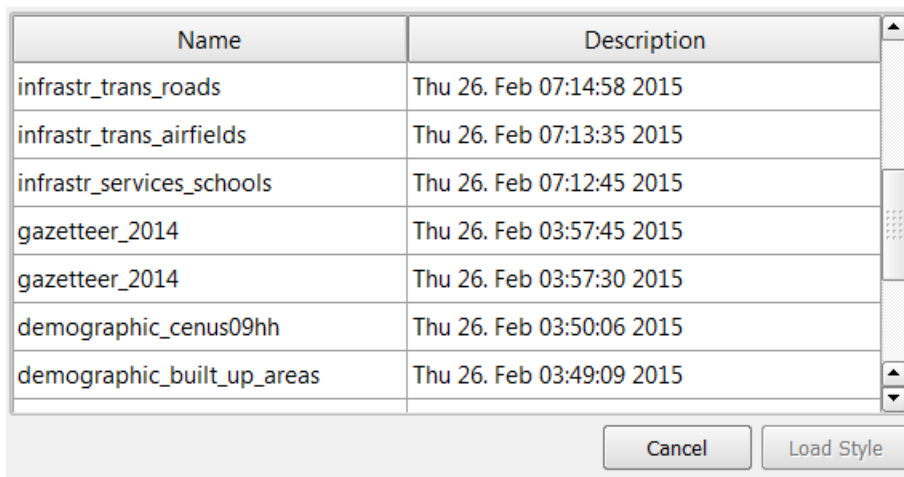 Name Description
infrastr_trans_roads Thu 26. Feb 07:14:58 2015
infrastr_trans_airfields Thu 26. Feb 07:13:35 2015
infrastr_services_schools Thu 26. Feb 07:12:45 2015
gazetteer_2014 Thu 26. Feb 03:57:45 2015
gazetteer_2014 Thu 26. Feb 03:57:30 2015
demographic_cenus09hh Thu 26. Feb 03:50:06 2015
demographic_built_up_areas Thu 26. Feb 03:49:09 2015
Cancel Load Style